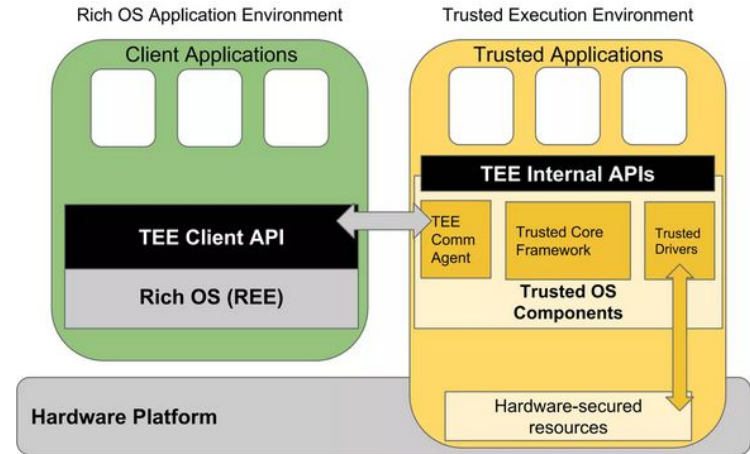 Rich OS Application Environment
Trusted Execution Environment
Client Applications
Trusted Applications
TEE Internal APIs
TEE Client API
TEE
Comm
Agent
Trusted Core
Framework
Trusted
Drivers
Rich OS (REE)
Trusted OS
Components
Hardware Platform
Hardware-secured
resources